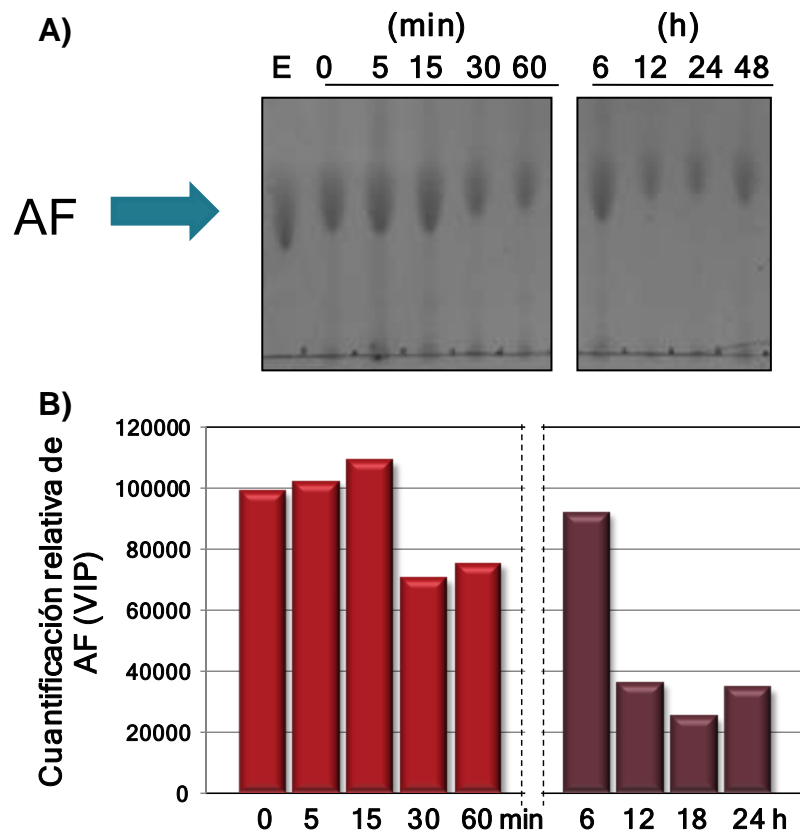 A)
(min) (h)
E 0 5 15 30 60 6 12 24 48
AF
B)
Cuantificación relativa de
AF (VIP)
120000
100000
80000
60000
40000
20000
0
0 5 15 30 60 min 6 12 18 24 h